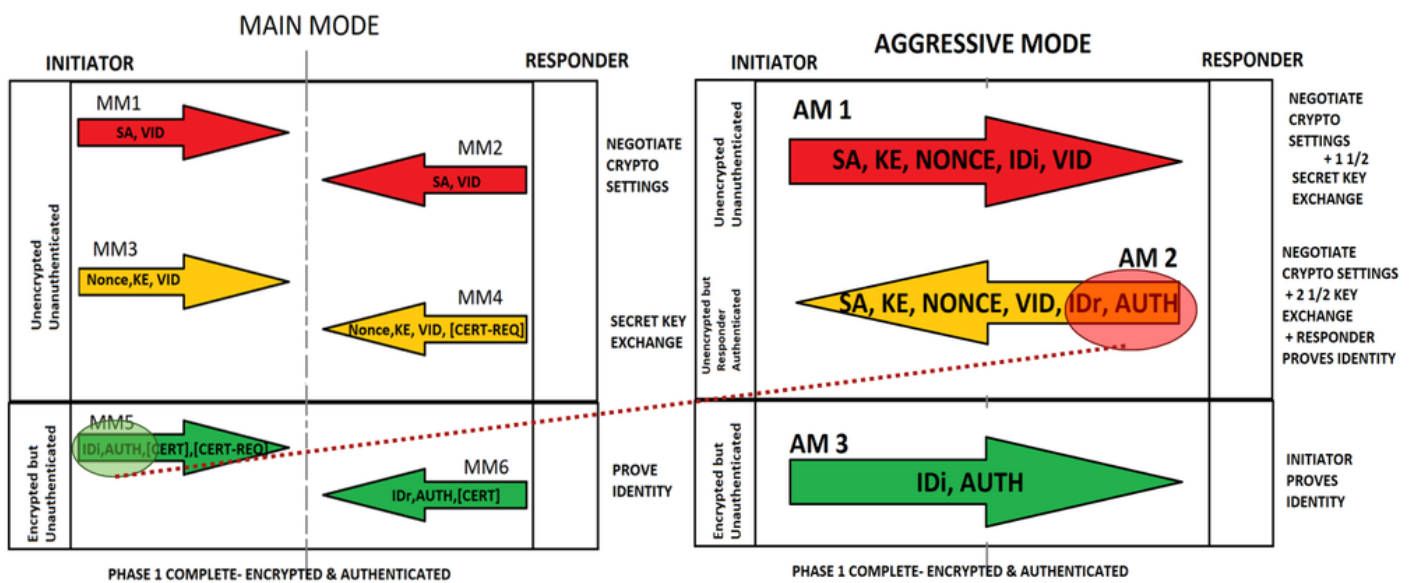 MAIN MODE
INITIATOR
RESPONDER
MM1
SA, VID
MM2
SA, VID
NEGOTIATE
CRYPTO
SETTINGS
Unencrypted
Unanuthenticated
MM3
Nonce,KE, VID
MM4
Nonce,KE, VID, [CERT-REQ]
SECRET KEY
EXCHANGE
Encrypted but
Unauthenticated
MM5
IDi,AUTH,[CERT],[CERT-REQ]
MM6
IDr,AUTH,[CERT]
PROVE
IDENTITY
PHASE 1 COMPLETE- ENCRYPTED & AUTHENTICATED
AGGRESSIVE MODE
INITIATOR
RESPONDER
Unencrypted
Unanuthenticated
AM 1
SA, KE, NONCE, IDi, VID
NEGOTIATE
CRYPTO
SETTINGS
+ 1 1/2
SECRET KEY
EXCHANGE
Unencrypted but
Responder
Authenticated
AM 2
SA, KE, NONCE, VID, IDr, AUTH
NEGOTIATE
CRYPTO SETTINGS
+ 2 1/2 KEY
EXCHANGE
+ RESPONDER
PROVES IDENTITY
Encrypted but
Unauthenticated
AM 3
IDi, AUTH
INITIATOR
PROVES
IDENTITY
PHASE 1 COMPLETE- ENCRYPTED & AUTHENTICATED